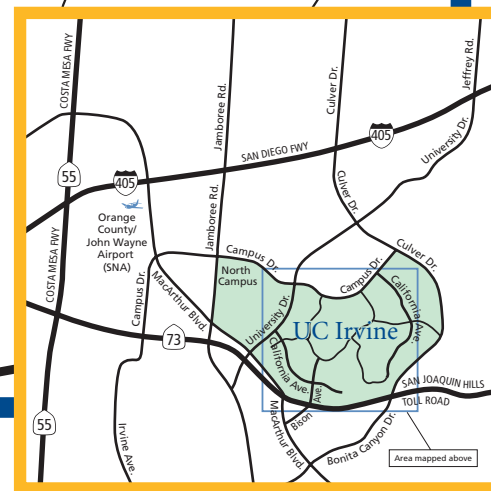 COSTA MESA FWY
Jamboree Rd.
Culver Dr.
Jeffrey Rd.
405
University Dr.
SAN DIEGO FWY
55
405
Culver Dr.
Orange
County/
John Wayne
Airport
(SNA)
Jamboree Rd.
COSTA MESA FWY
Campus Dr.
MacArthur Blvd.
Campus Dr.
North
Campus
Culver Dr.
Campus Dr.
California Ave.
University Dr.
UC Irvine
73
California Ave.
SAN JOAQUIN HILLS
TOLL ROAD
Bison
Ave.
55
Irvine Ave.
MacArthur Blvd.
Bonita Canyon Dr.
Area mapped above